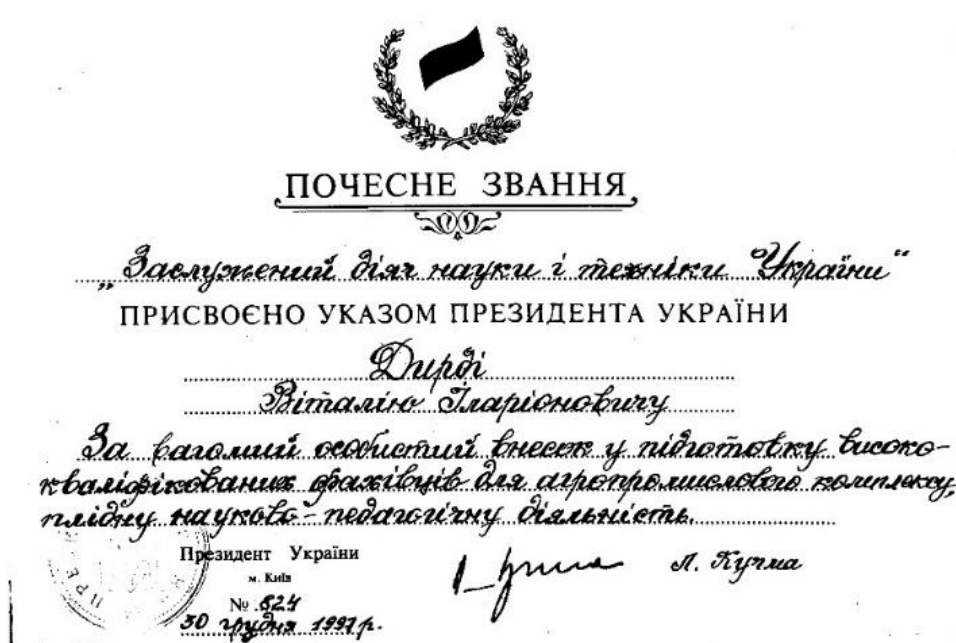 ПОЧЕСНЕ ЗВАННЯ
„Заслужений діяч науки і техніки України“
ПРИСВОЄНО УКАЗОМ ПРЕЗИДЕНТА УКРАЇНИ
Дирді
Віталію Іларіоновичу
За вагомий особистий внесок у підготовку високо-
кваліфікованих фахівців для агропромислового комплексу,
плідну науково-педагогічну діяльність.
Президент України
м. Київ
Л. Кучма
№ 824
30 грудня 1997 р.